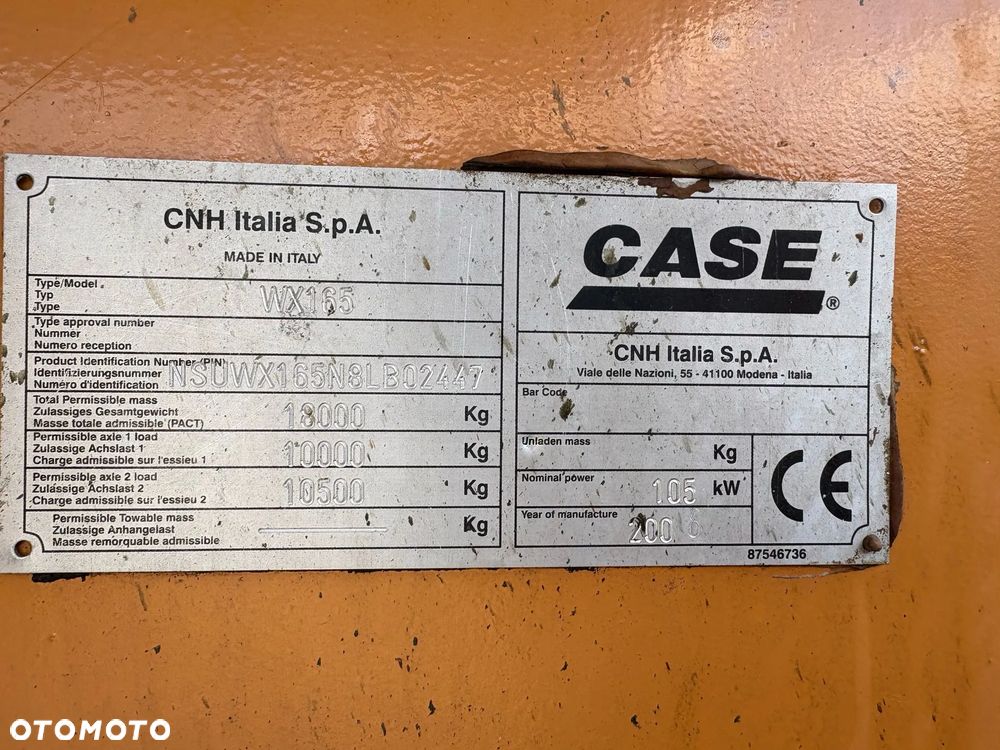 CNH Italia S.p.A.
MADE IN ITALY
Type/Model
Typ
Type
WX165
Type approval number
Nummer
Numero reception
Product Identification Number (PIN)
Identifizierungsnummer
Numéro d'identification
NSUWX165N8LB02447
Total Permissible mass
Zulassiges Gesamtgewicht
Masse totale admissible (PACT)
18000 Kg
Permissible axle 1 load
Zulassige Achslast 1
Charge admissible sur l'essieu 1
10000 Kg
Permissible axle 2 load
Zulässige Achslast 2
Charge admissible sur l'essieu 2
10500 Kg
Permissible Towable mass
Zulassige Anhangelast
Masse remorquable admissible
Kg
CASE ®
CNH Italia S.p.A.
Viale delle Nazioni, 55 - 41100 Modena - Italia
Bar Code
Unladen mass
Kg
Nominal power
105 kW
Year of manufacture
CE
87546736
OTOMOTO